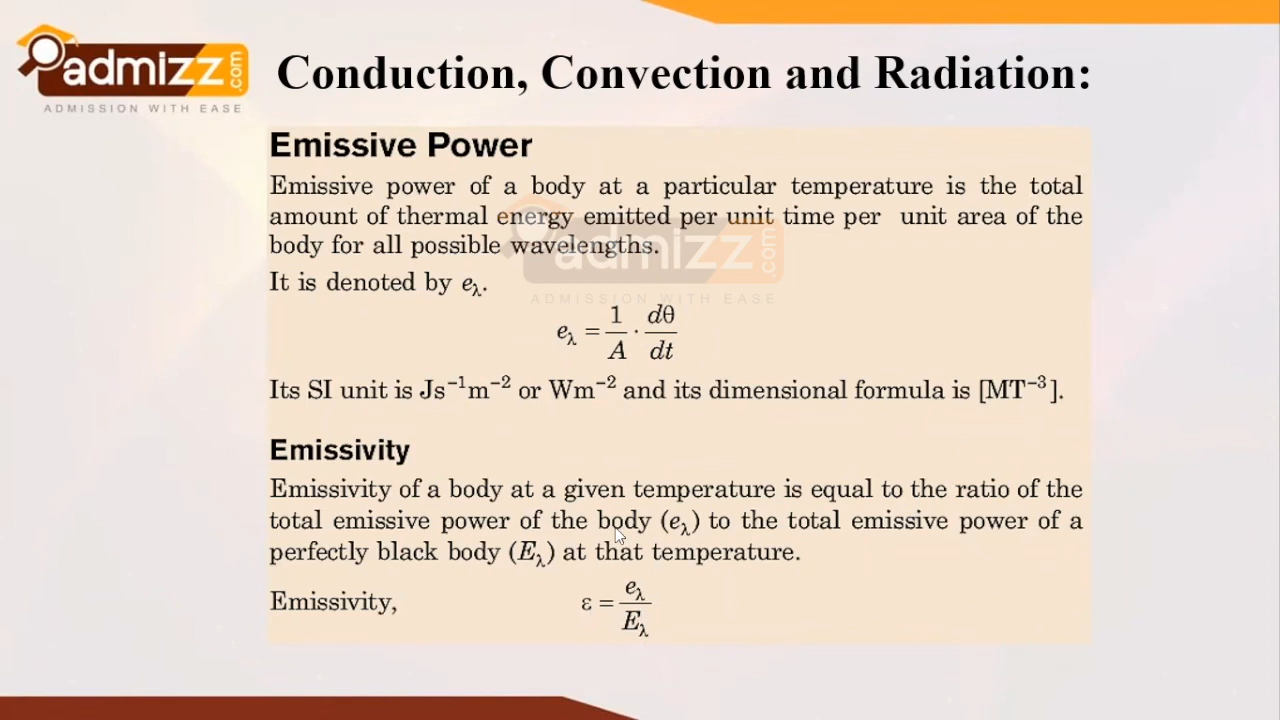 admizz.com
ADMISSION WITH EASE
Conduction, Convection and Radiation:
Emissive Power
Emissive power of a body at a particular temperature is the total
amount of thermal energy emitted per unit time per unit area of the
body for all possible wavelengths.
admizz.com
ADMISSION WITH EASE
It is denoted by eλ.
eλ = 1/A · dθ/dt
Its SI unit is Js⁻¹m⁻² or Wm⁻² and its dimensional formula is [MT⁻³].
Emissivity
Emissivity of a body at a given temperature is equal to the ratio of the
total emissive power of the body (eλ) to the total emissive power of a
perfectly black body (Eλ) at that temperature.
Emissivity, ε = eλ/Eλ